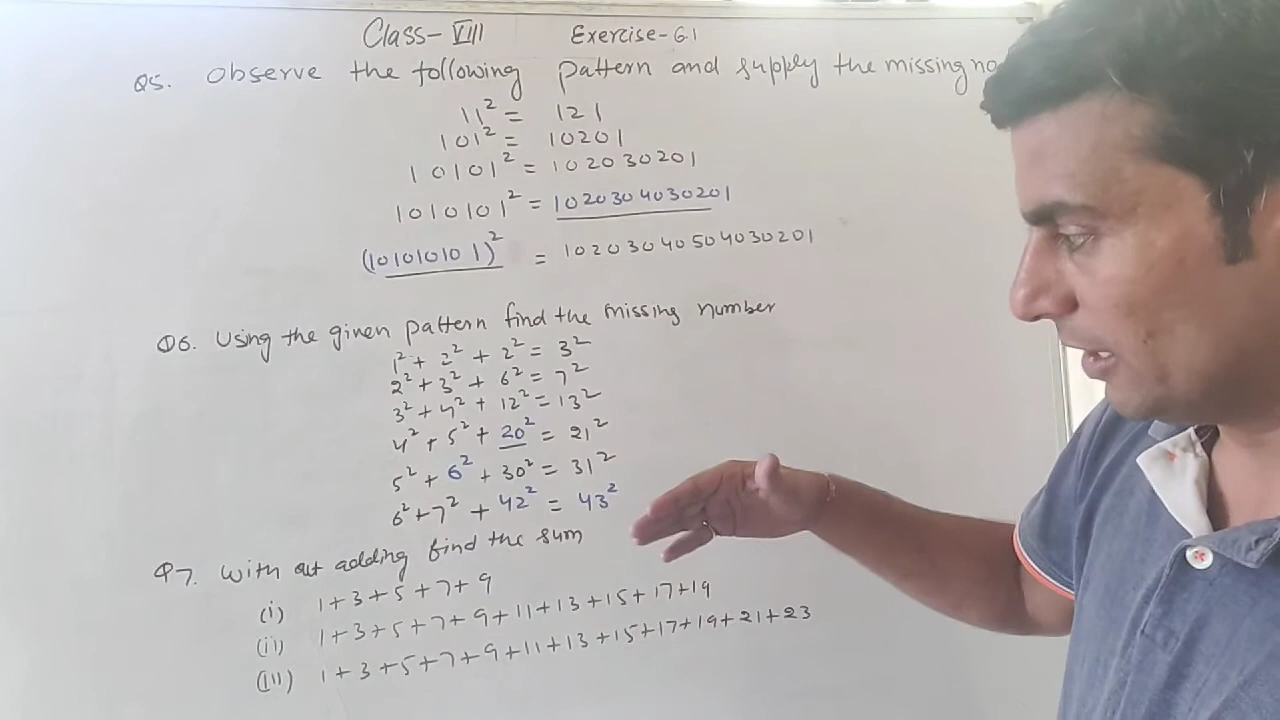 Class-VIII Exercise-6.1
Q5. Observe the following pattern and supply the missing no
11² = 121
101² = 10201
10101² = 102030201
1010101² = 1020304030201
(101010101)² = 10203040504030201
Q6. Using the given pattern find the missing number
1² + 2² + 2² = 3²
2² + 3² + 6² = 7²
3² + 4² + 12² = 13²
4² + 5² + 20² = 21²
5² + 6² + 30² = 31²
6² + 7² + 42² = 43²
Q7. With out adding find the sum
(i) 1+3+5+7+9
(ii) 1+3+5+7+9+11+13+15+17+19
(iii) 1+3+5+7+9+11+13+15+17+19+21+23